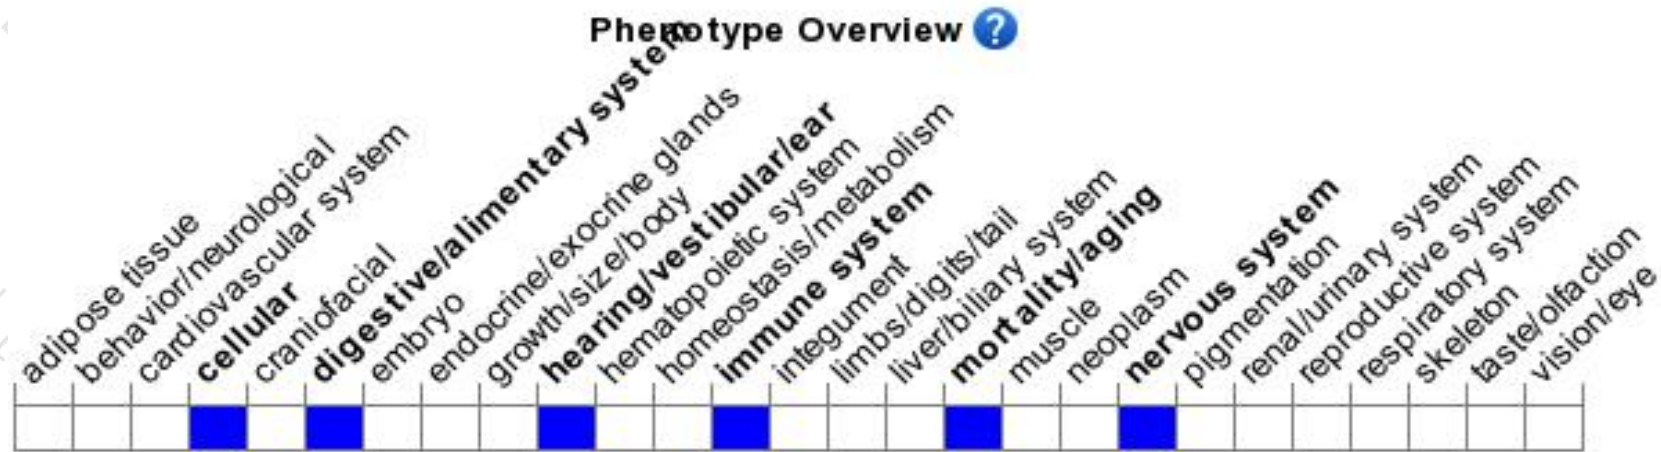 Phenotype Overview ?
adipose tissue
behavior/neurological
cardiovascular system
cellular
craniofacial
digestive/alimentary system
embryo
endocrine/exocrine glands
growth/size/body
hearing/vestibular/ear
hematopoietic system
homeostasis/metabolism
immune system
integument
limbs/digits/tail
liver/biliary system
mortality/aging
muscle
neoplasm
nervous system
pigmentation
renal/urinary system
reproductive system
respiratory system
skeleton
taste/olfaction
vision/eye